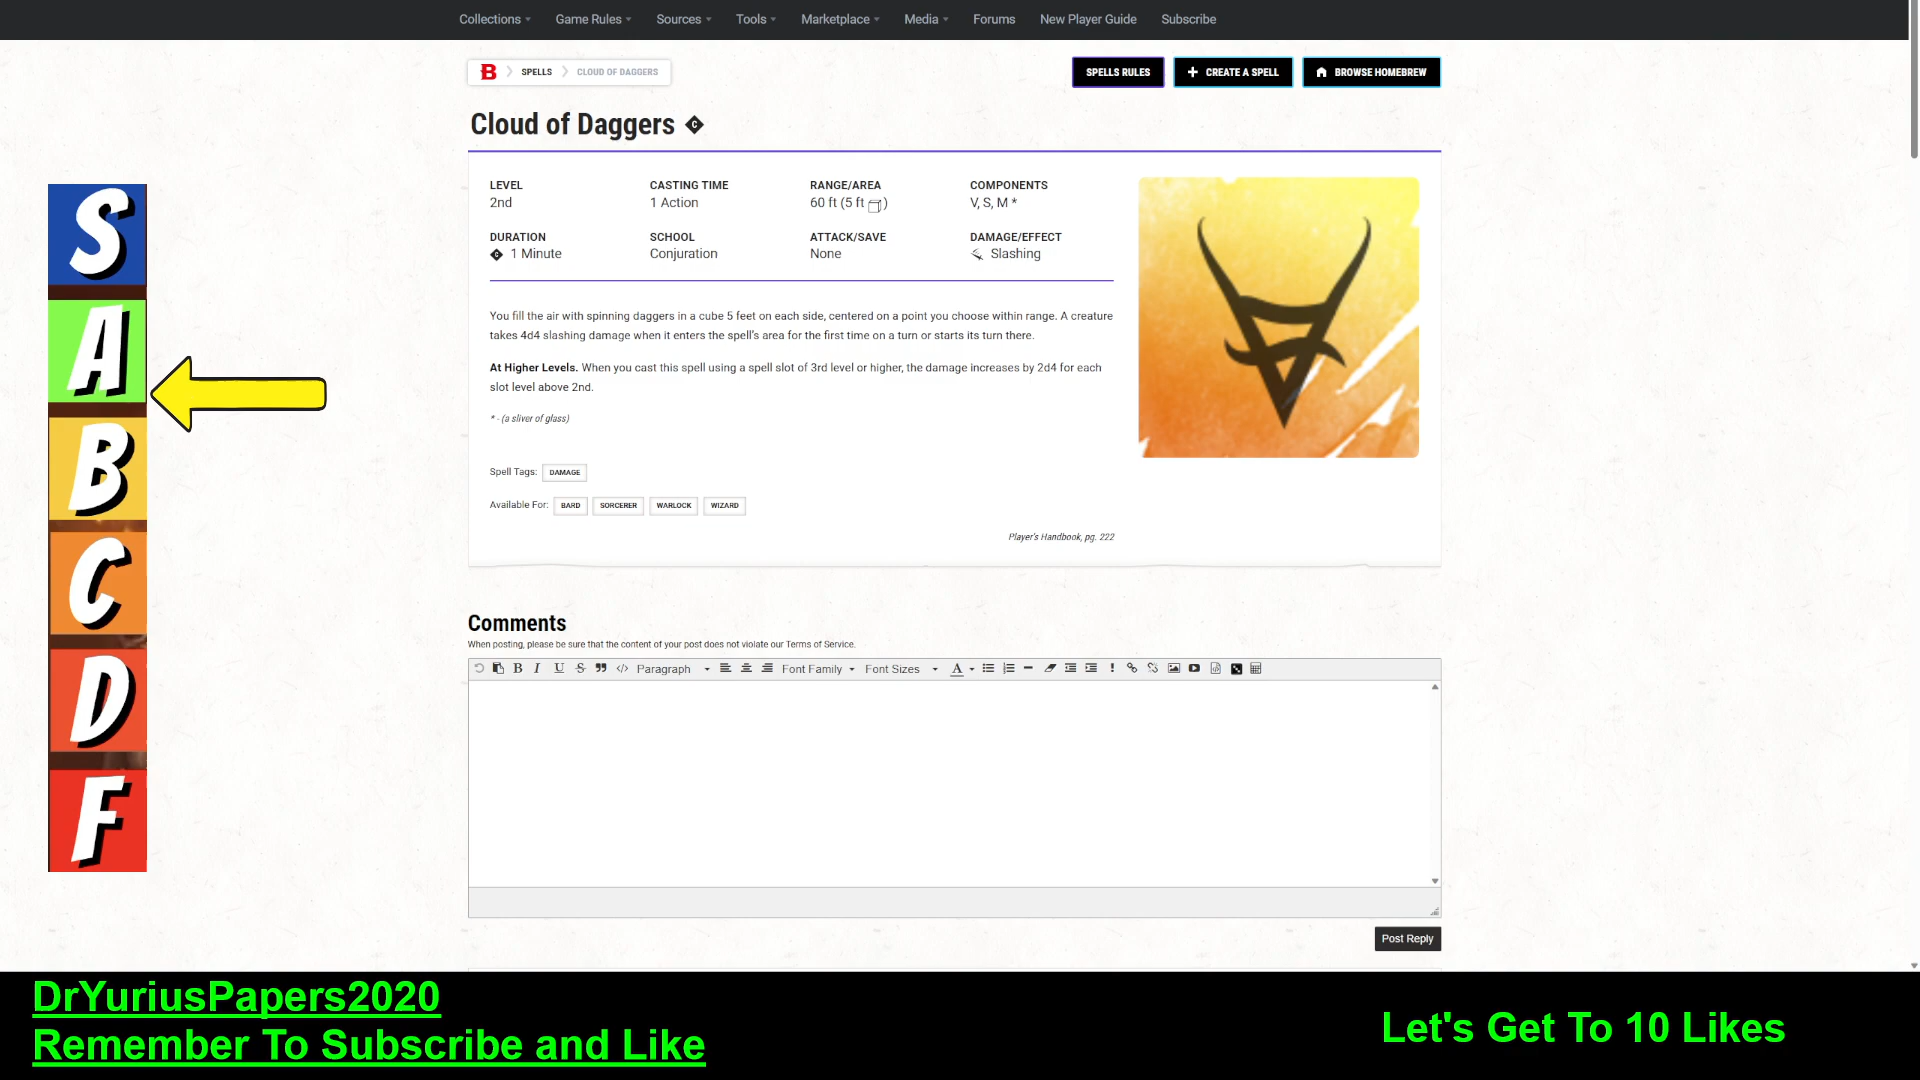 Collections Game Rules Sources Tools Marketplace Media Forums New Player Guide Subscribe
B SPELLS CLOUD OF DAGGERS
SPELLS RULES + CREATE A SPELL BROWSE HOMEBREW
Cloud of Daggers C
LEVEL CASTING TIME RANGE/AREA COMPONENTS
2nd 1 Action 60 ft (5 ft ) V, S, M *
DURATION SCHOOL ATTACK/SAVE DAMAGE/EFFECT
C 1 Minute Conjuration None Slashing
You fill the air with spinning daggers in a cube 5 feet on each side, centered on a point you choose within range. A creature
takes 4d4 slashing damage when it enters the spell's area for the first time on a turn or starts its turn there.
At Higher Levels. When you cast this spell using a spell slot of 3rd level or higher, the damage increases by 2d4 for each
slot level above 2nd.
* - (a sliver of glass)
Spell Tags: DAMAGE
Available For: BARD SORCERER WARLOCK WIZARD
Player's Handbook, pg. 222
S
A
B
C
D
F
Comments
When posting, please be sure that the content of your post does not violate our Terms of Service.
B I U S Paragraph Font Family Font Sizes A
Post Reply
DrYuriusPapers2020
Remember To Subscribe and Like
Let's Get To 10 Likes